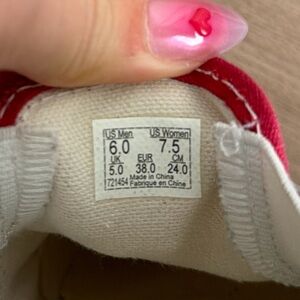 US Men US Women
6.0 7.5
UK EUR CM
5.0 38.0 24.0
721454 Made in China
Fabrique en Chine